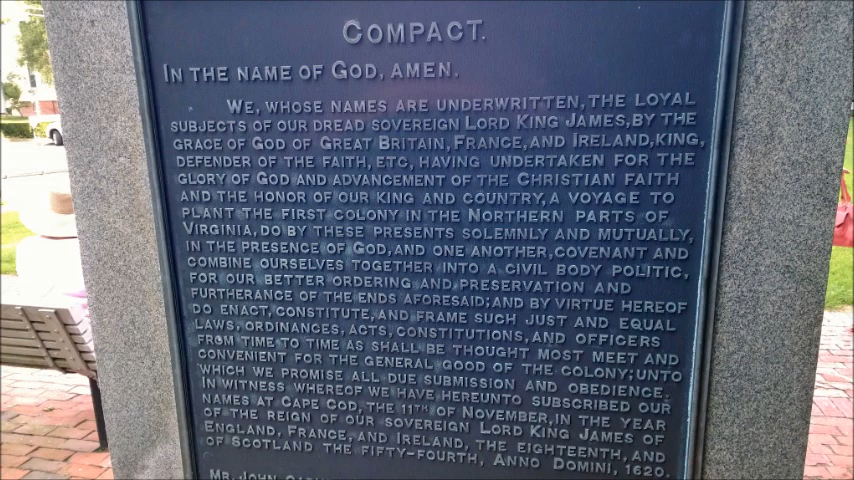 COMPACT.
IN THE NAME OF GOD, AMEN.
WE, WHOSE NAMES ARE UNDERWRITTEN, THE LOYAL
SUBJECTS OF OUR DREAD SOVEREIGN LORD KING JAMES, BY THE
GRACE OF GOD OF GREAT BRITAIN, FRANCE, AND IRELAND, KING,
DEFENDER OF THE FAITH, ETC, HAVING UNDERTAKEN FOR THE
GLORY OF GOD AND ADVANCEMENT OF THE CHRISTIAN FAITH
AND THE HONOR OF OUR KING AND COUNTRY, A VOYAGE TO
PLANT THE FIRST COLONY IN THE NORTHERN PARTS OF
VIRGINIA, DO BY THESE PRESENTS SOLEMNLY AND MUTUALLY,
IN THE PRESENCE OF GOD, AND ONE ANOTHER, COVENANT AND
COMBINE OURSELVES TOGETHER INTO A CIVIL BODY POLITIC,
FOR OUR BETTER ORDERING AND PRESERVATION AND
FURTHERANCE OF THE ENDS AFORESAID; AND BY VIRTUE HEREOF
DO ENACT, CONSTITUTE, AND FRAME SUCH JUST AND EQUAL
LAWS, ORDINANCES, ACTS, CONSTITUTIONS, AND OFFICERS
FROM TIME TO TIME AS SHALL BE THOUGHT MOST MEET AND
CONVENIENT FOR THE GENERAL GOOD OF THE COLONY; UNTO
WHICH WE PROMISE ALL DUE SUBMISSION AND OBEDIENCE.
IN WITNESS WHEREOF WE HAVE HEREUNTO SUBSCRIBED OUR
NAMES AT CAPE COD, THE 11TH OF NOVEMBER, IN THE YEAR
OF THE REIGN OF OUR SOVEREIGN LORD KING JAMES OF
ENGLAND, FRANCE, AND IRELAND, THE EIGHTEENTH, AND
OF SCOTLAND THE FIFTY-FOURTH, ANNO DOMINI, 1620.
MR. JOHN